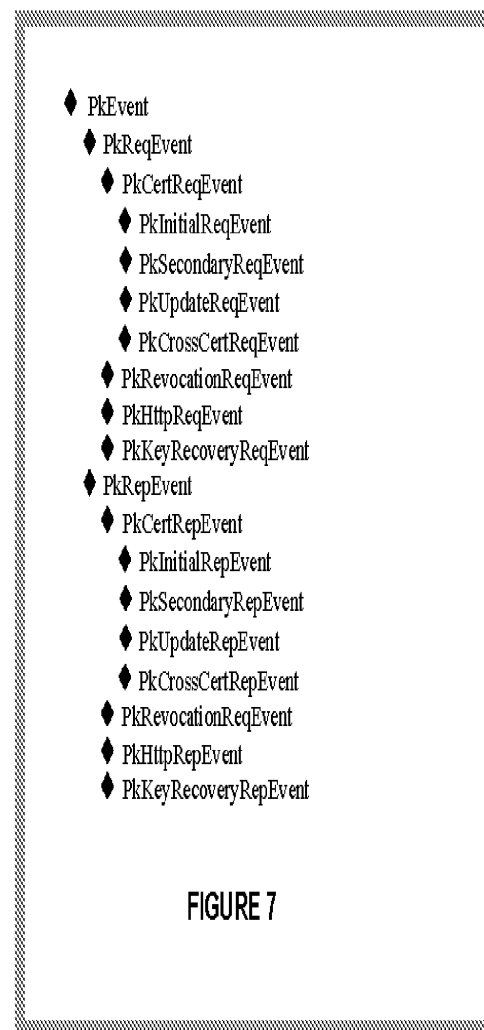 PkEvent
PkReqEvent
PkCertReqEvent
PkInitialReqEvent
PkSecondaryReqEvent
PkUpdateReqEvent
PkCrossCertReqEvent
PkRevocationReqEvent
PkHttpReqEvent
PkKeyRecoveryReqEvent
PkRepEvent
PkCertRepEvent
PkInitialRepEvent
PkSecondaryRepEvent
PkUpdateRepEvent
PkCrossCertRepEvent
PkRevocationReqEvent
PkHttpRepEvent
PkKeyRecoveryRepEvent
FIGURE 7